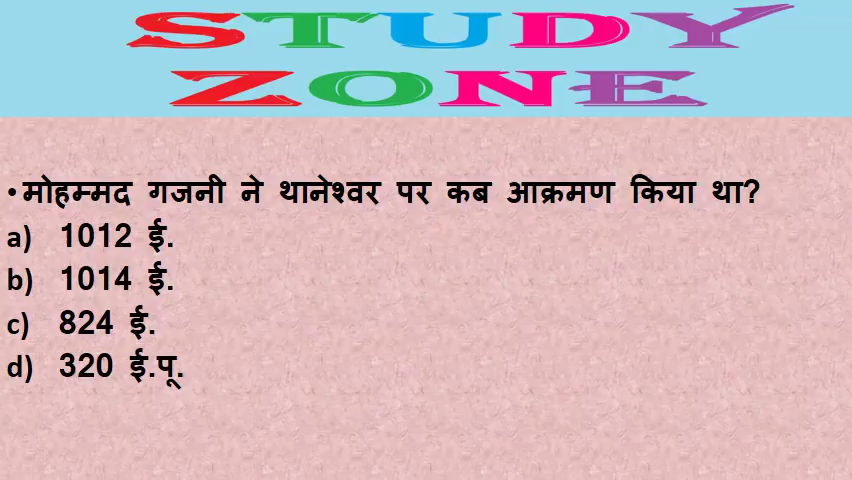 STUDY
ZONE
• मोहम्मद गजनी ने थानेश्वर पर कब आक्रमण किया था?
a) 1012 ई.
b) 1014 ई.
c) 824 ई.
d) 320 ई.पू.